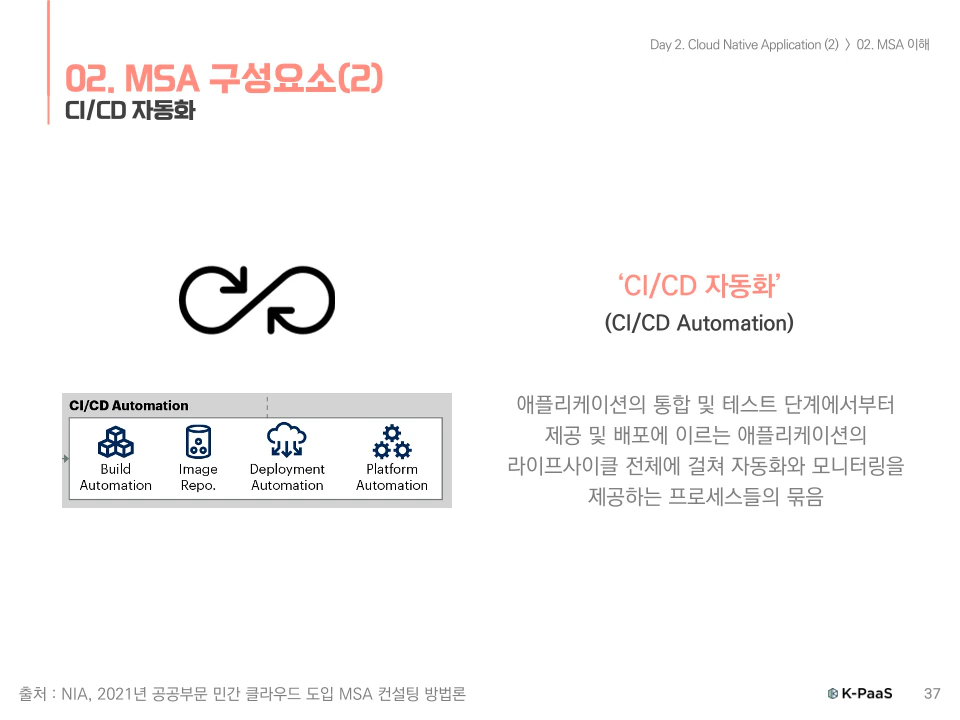 Day 2. Cloud Native Application (2) 〉 02. MSA 이해
02. MSA 구성요소(2)
CI/CD 자동화
CI/CD Automation
Build
Automation
Image
Repo.
Deployment
Automation
Platform
Automation
‘CI/CD 자동화’
(CI/CD Automation)
애플리케이션의 통합 및 테스트 단계에서부터
제공 및 배포에 이르는 애플리케이션의
라이프사이클 전체에 걸쳐 자동화와 모니터링을
제공하는 프로세스들의 묶음
출처 : NIA, 2021년 공공부문 민간 클라우드 도입 MSA 컨설팅 방법론
K-PaaS
37